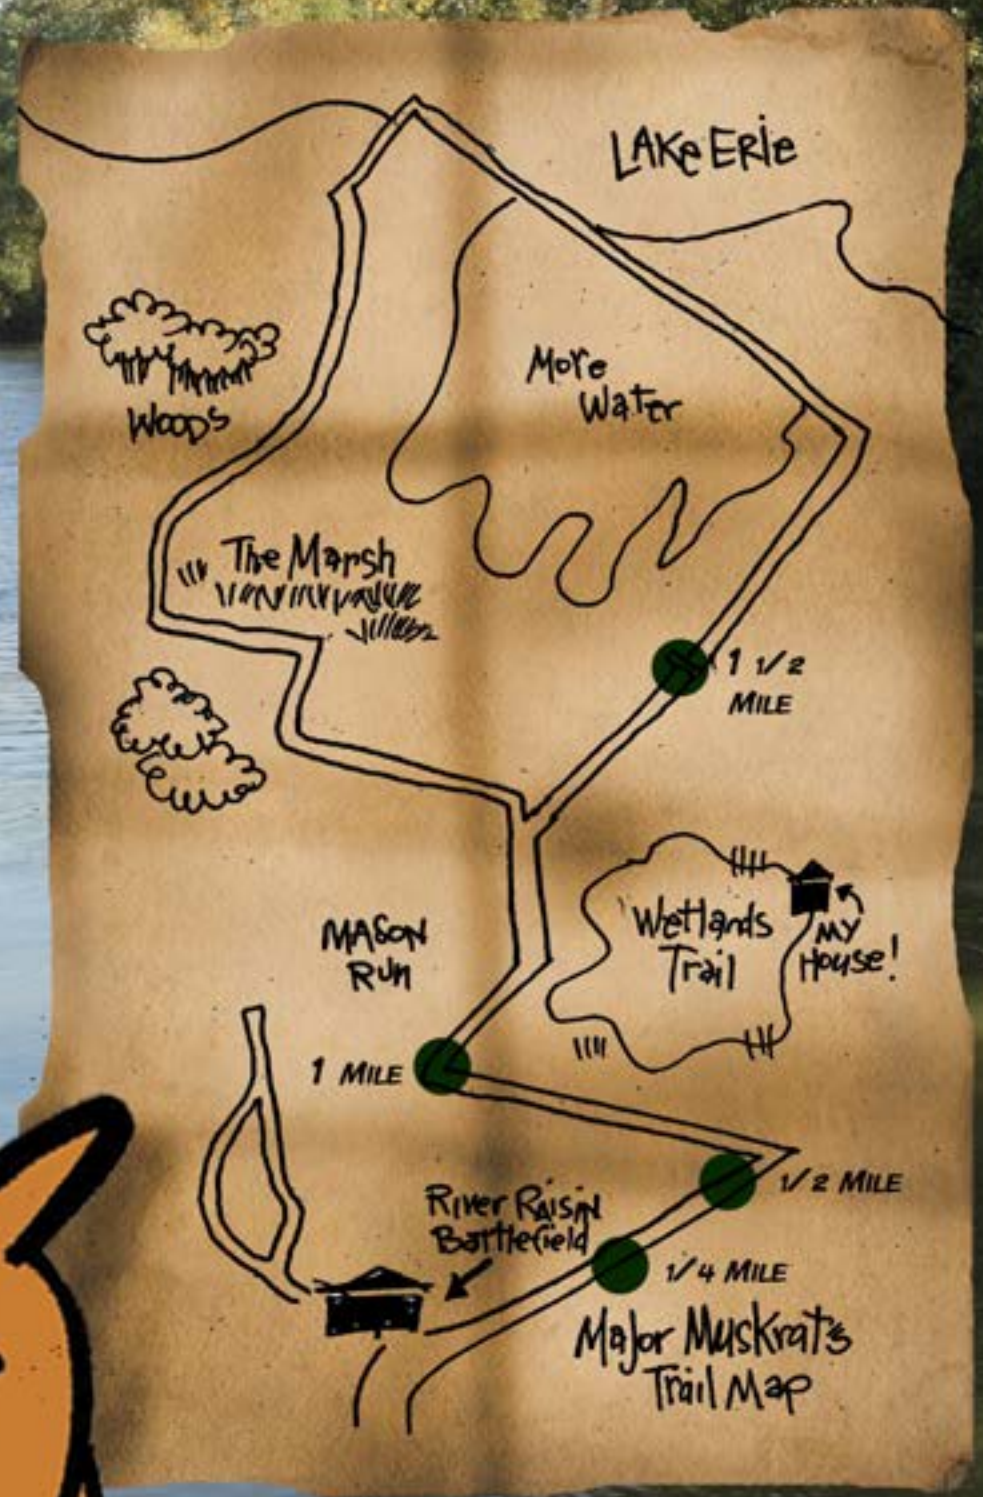 LAKE ERIE
More
Water
WOODS
The Marsh
1 1/2
MILE
Wetlands
Trail
MY
House!
MASON
RUN
1 MILE
1/2 MILE
River Raisin
Battlefield
1/4 MILE
Major Muskrat's
Trail Map